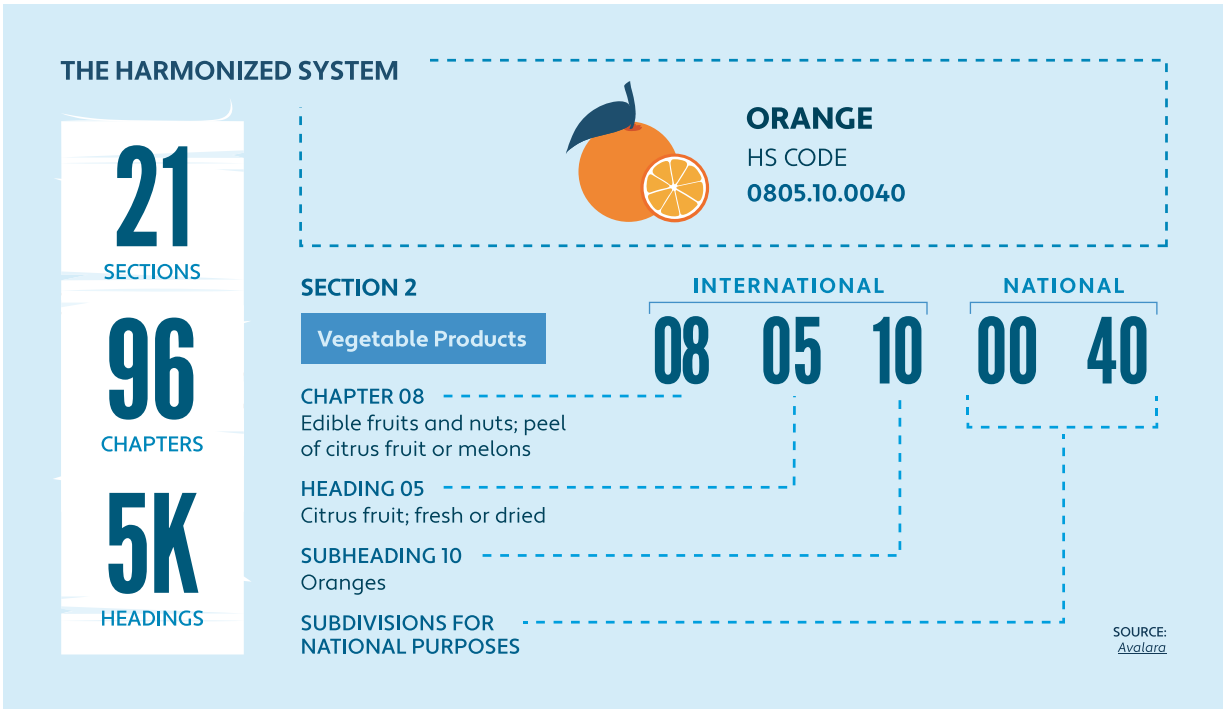 THE HARMONIZED SYSTEM
21
SECTIONS
96
CHAPTERS
5K
HEADINGS
ORANGE
HS CODE
0805.10.0040
SECTION 2
Vegetable Products
INTERNATIONAL
NATIONAL
08 05 10 00 40
CHAPTER 08
Edible fruits and nuts; peel
of citrus fruit or melons
HEADING 05
Citrus fruit; fresh or dried
SUBHEADING 10
Oranges
SUBDIVISIONS FOR
NATIONAL PURPOSES
SOURCE:
Avalara